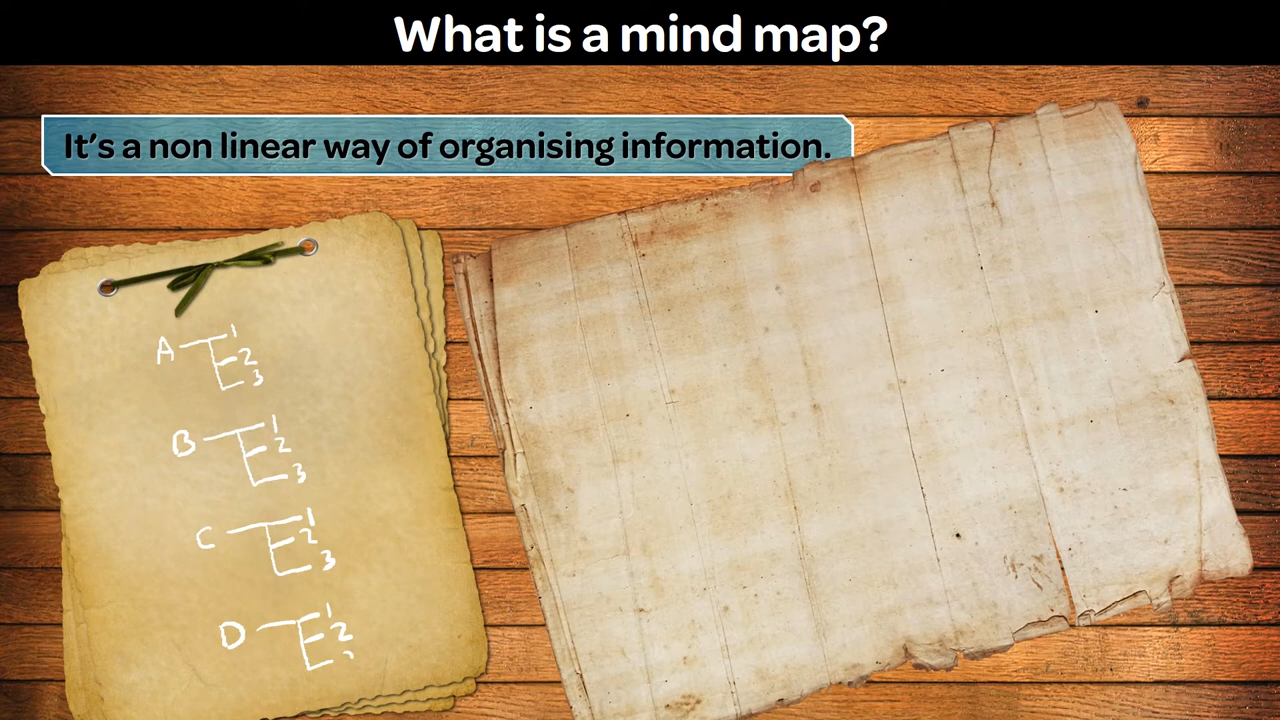 What is a mind map?
It's a non linear way of organising information.
A 1
2
3
B 1
2
3
C 1
2
3
D 1
2